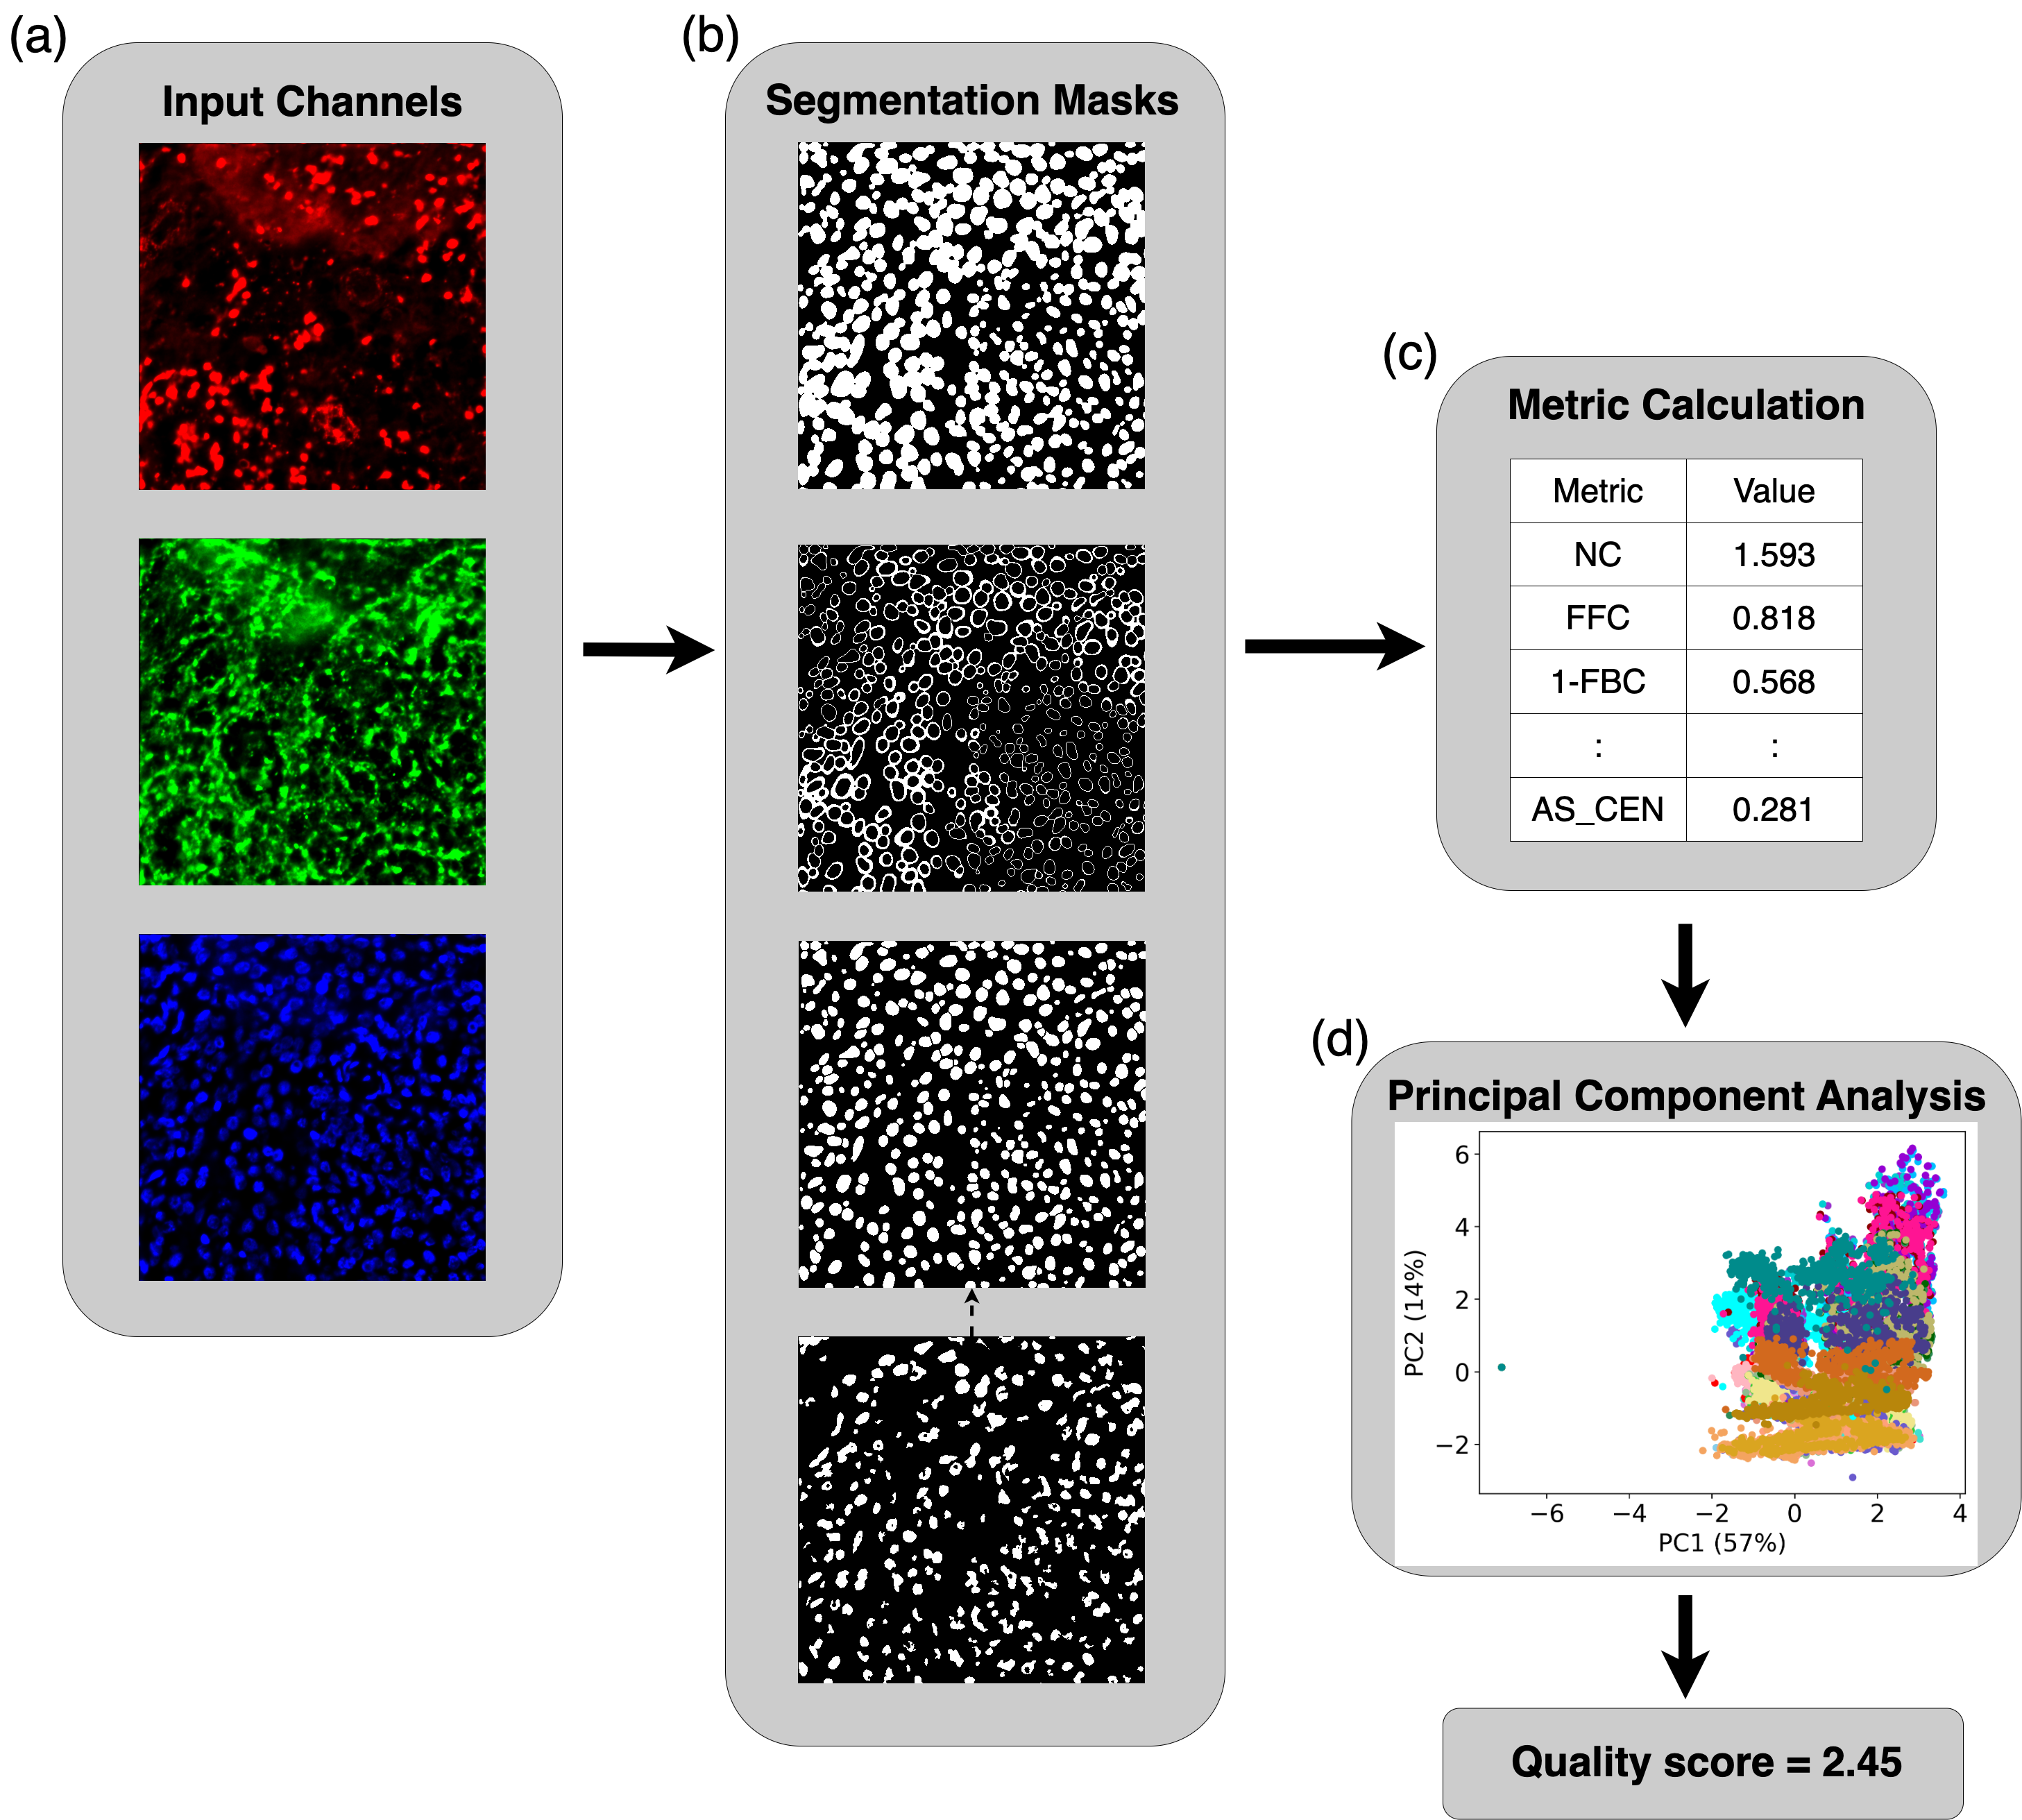 (a)
Input Channels
(b)
Segmentation Masks
(c)
Metric Calculation
Metric Value
NC 1.593
FFC 0.818
1-FBC 0.568
: :
AS_CEN 0.281
(d)
Principal Component Analysis
PC2 (14%)
6
4
2
0
−2
−6 −4 −2 0 2 4
PC1 (57%)
Quality score = 2.45